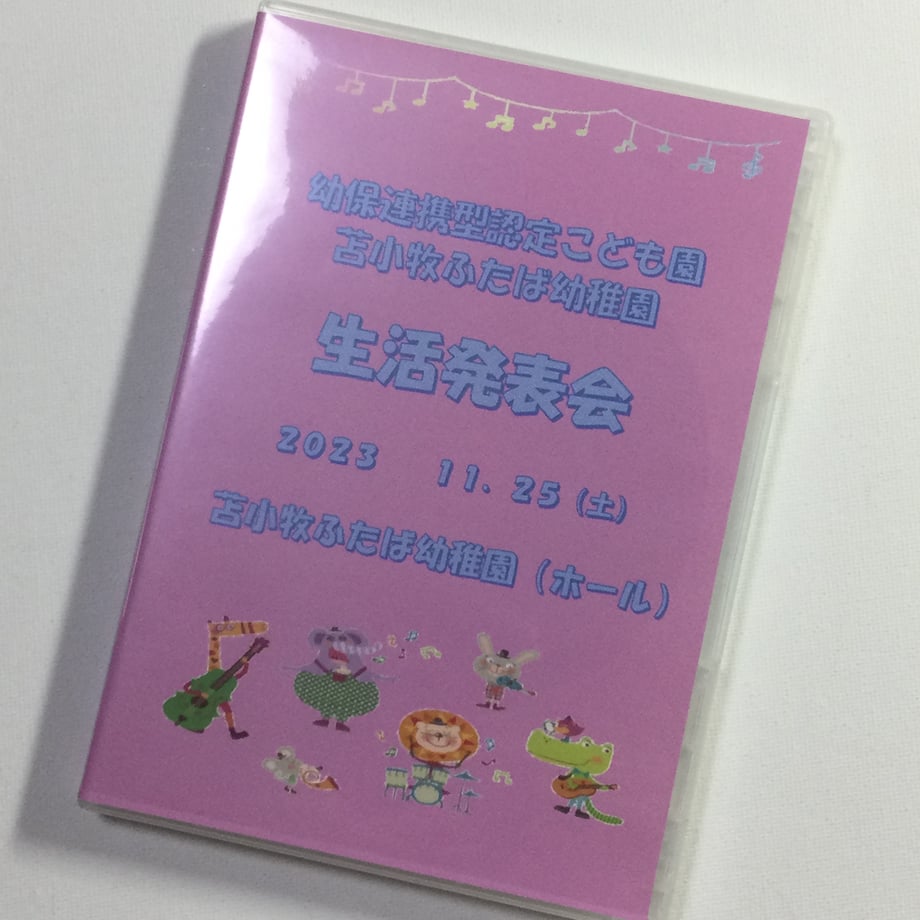 幼保連携型認定こども園
苫小牧ふたば幼稚園
生活発表会
2023 11.25（土）
苫小牧ふたば幼稚園（ホール）